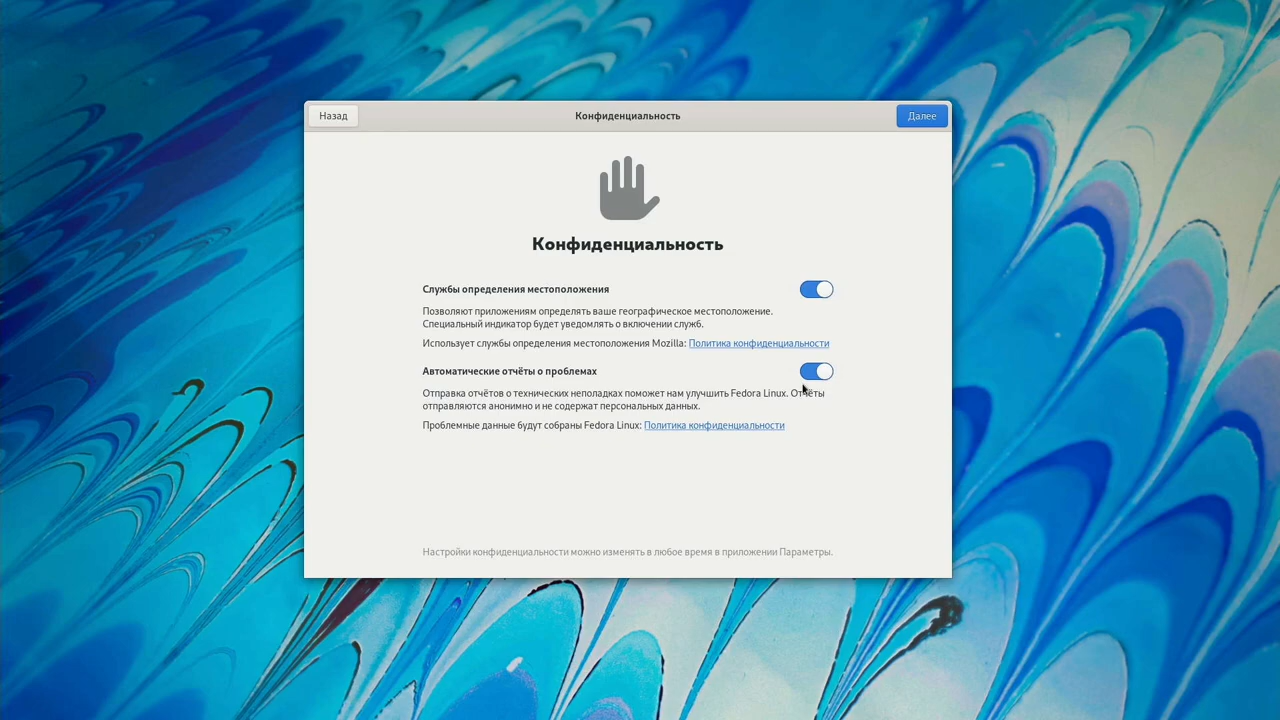 Назад
Конфиденциальность
Далее
Конфиденциальность
Службы определения местоположения
Позволяют приложениям определять ваше географическое местоположение.
Специальный индикатор будет уведомлять о включении служб.
Использует службы определения местоположения Mozilla: Политика конфиденциальности
Автоматические отчёты о проблемах
Отправка отчётов о технических неполадках поможет нам улучшить Fedora Linux. Отчёты
отправляются анонимно и не содержат персональных данных.
Проблемные данные будут собраны Fedora Linux: Политика конфиденциальности
Настройки конфиденциальности можно изменять в любое время в приложении Параметры.